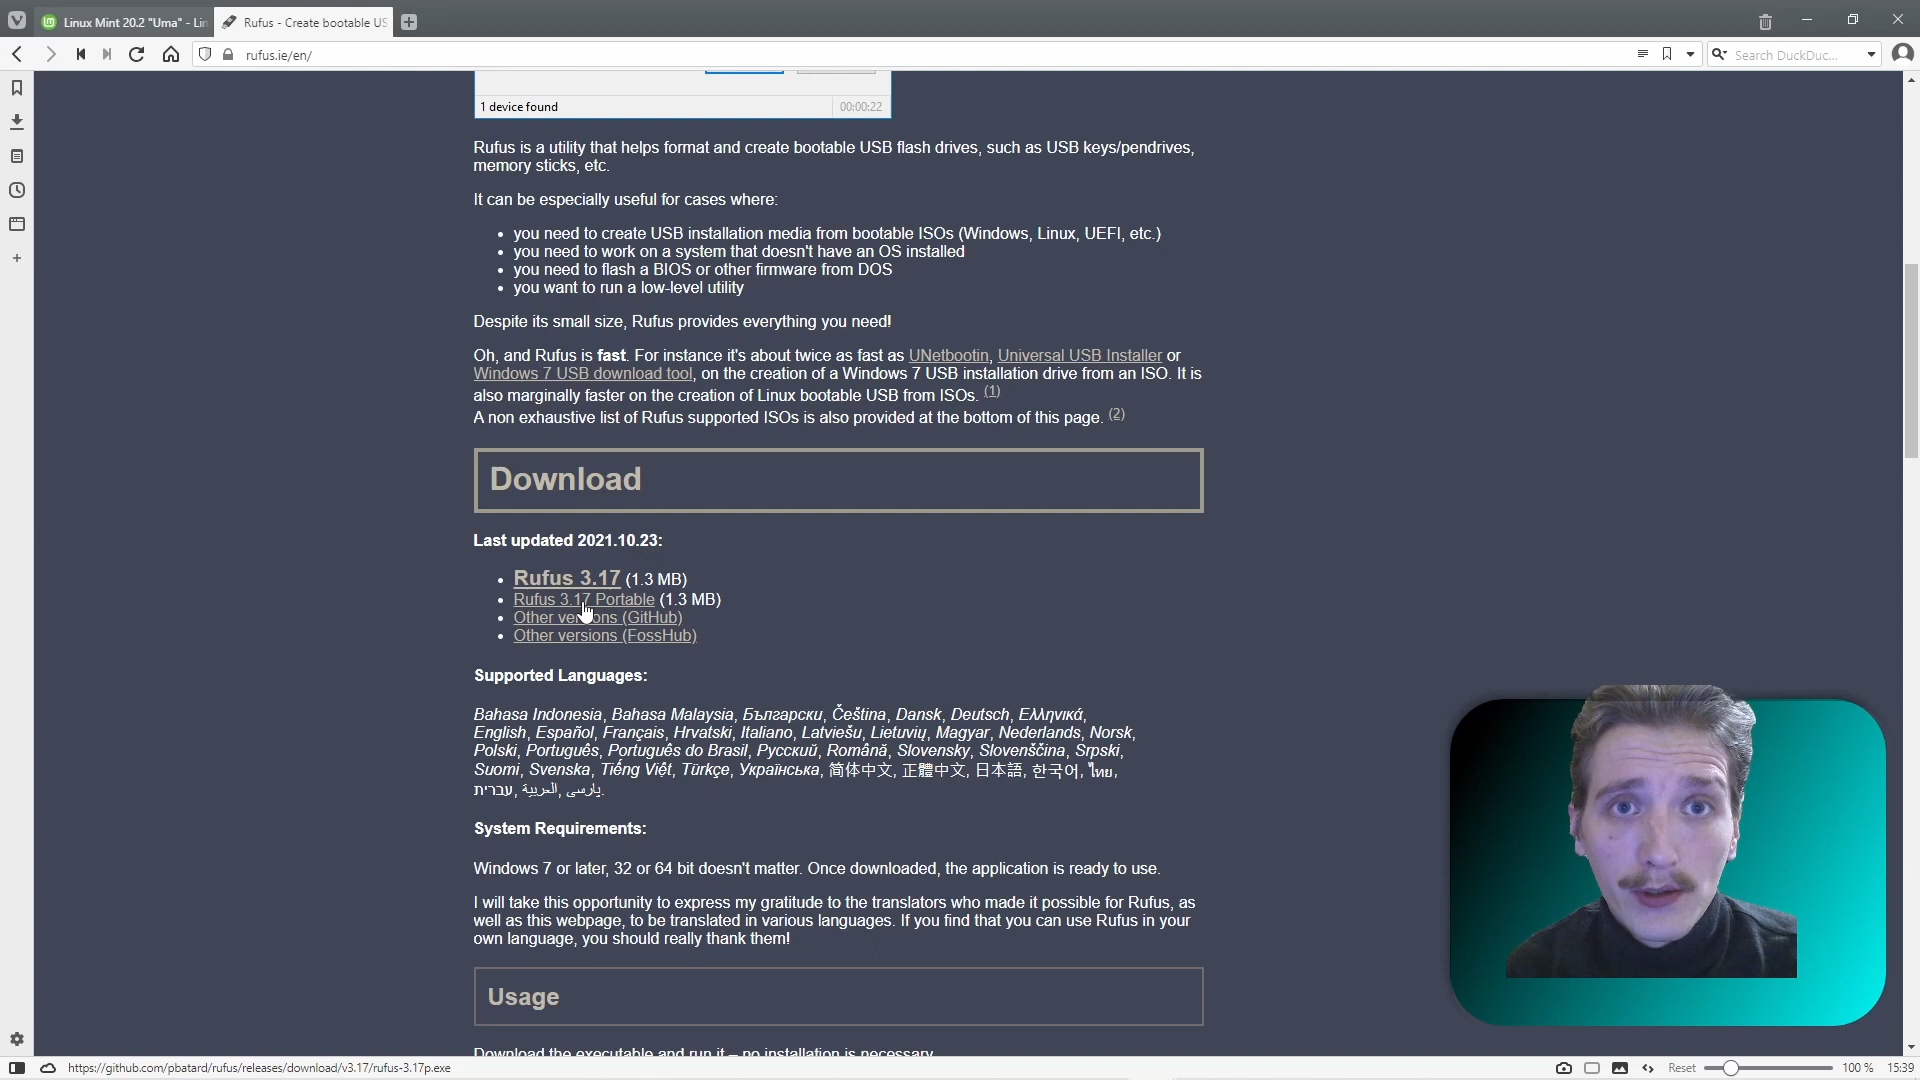 Linux Mint 20.2 "Uma" - Lin
Rufus - Create bootable US
rufus.ie/en/
Search DuckDuc...
1 device found
00:00:22
Rufus is a utility that helps format and create bootable USB flash drives, such as USB keys/pendrives,
memory sticks, etc.
It can be especially useful for cases where:
• you need to create USB installation media from bootable ISOs (Windows, Linux, UEFI, etc.)
• you need to work on a system that doesn't have an OS installed
• you need to flash a BIOS or other firmware from DOS
• you want to run a low-level utility
Despite its small size, Rufus provides everything you need!
Oh, and Rufus is fast. For instance it's about twice as fast as UNetbootin, Universal USB Installer or
Windows 7 USB download tool, on the creation of a Windows 7 USB installation drive from an ISO. It is
also marginally faster on the creation of Linux bootable USB from ISOs. (1)
A non exhaustive list of Rufus supported ISOs is also provided at the bottom of this page. (2)
Download
Last updated 2021.10.23:
• Rufus 3.17 (1.3 MB)
• Rufus 3.17 Portable (1.3 MB)
• Other versions (GitHub)
• Other versions (FossHub)
Supported Languages:
Bahasa Indonesia, Bahasa Malaysia, Български, Čeština, Dansk, Deutsch, Ελληνικά,
English, Español, Français, Hrvatski, Italiano, Latviešu, Lietuvių, Magyar, Nederlands, Norsk,
Polski, Português, Português do Brasil, Русский, Română, Slovensky, Slovenščina, Srpski,
Suomi, Svenska, Tiếng Việt, Türkçe, Українська, 简体中文, 正體中文, 日本語, 한국어, ไทย,
עברית, العربية, پارسی.
System Requirements:
Windows 7 or later, 32 or 64 bit doesn't matter. Once downloaded, the application is ready to use.
I will take this opportunity to express my gratitude to the translators who made it possible for Rufus, as
well as this webpage, to be translated in various languages. If you find that you can use Rufus in your
own language, you should really thank them!
Usage
Download the executable and run it – no installation is necessary.
https://github.com/pbatard/rufus/releases/download/v3.17/rufus-3.17p.exe
Reset
100 %
15:39